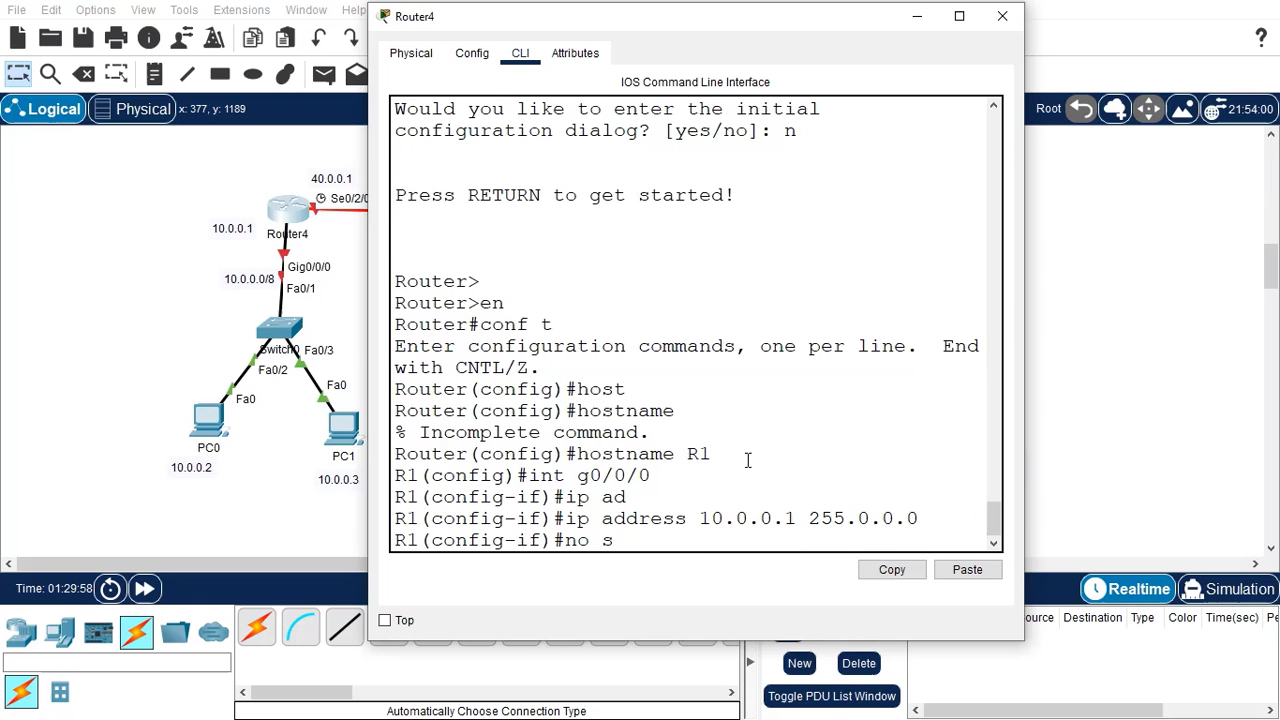 File Edit Options View Tools Extensions Window Help
Router4
Physical Config CLI Attributes
IOS Command Line Interface
Logical Physical x: 377, y: 1189
Root 21:54:00
Would you like to enter the initial
configuration dialog? [yes/no]: n
Press RETURN to get started!
Router>
Router>en
Router#conf t
Enter configuration commands, one per line. End
with CNTL/Z.
Router(config)#host
Router(config)#hostname
% Incomplete command.
Router(config)#hostname R1
R1(config)#int g0/0/0
R1(config-if)#ip ad
R1(config-if)#ip address 10.0.0.1 255.0.0.0
R1(config-if)#no s
Copy Paste
Top
40.0.0.1
Se0/2/0
10.0.0.1
Router4
Gig0/0/0
10.0.0.0/8
Fa0/1
Switch0
Fa0/3
Fa0/2
Fa0
Fa0
PC0
PC1
10.0.0.2
10.0.0.3
Time: 01:29:58
Realtime Simulation
Source Destination Type Color Time(sec)
New Delete
Toggle PDU List Window
Automatically Choose Connection Type